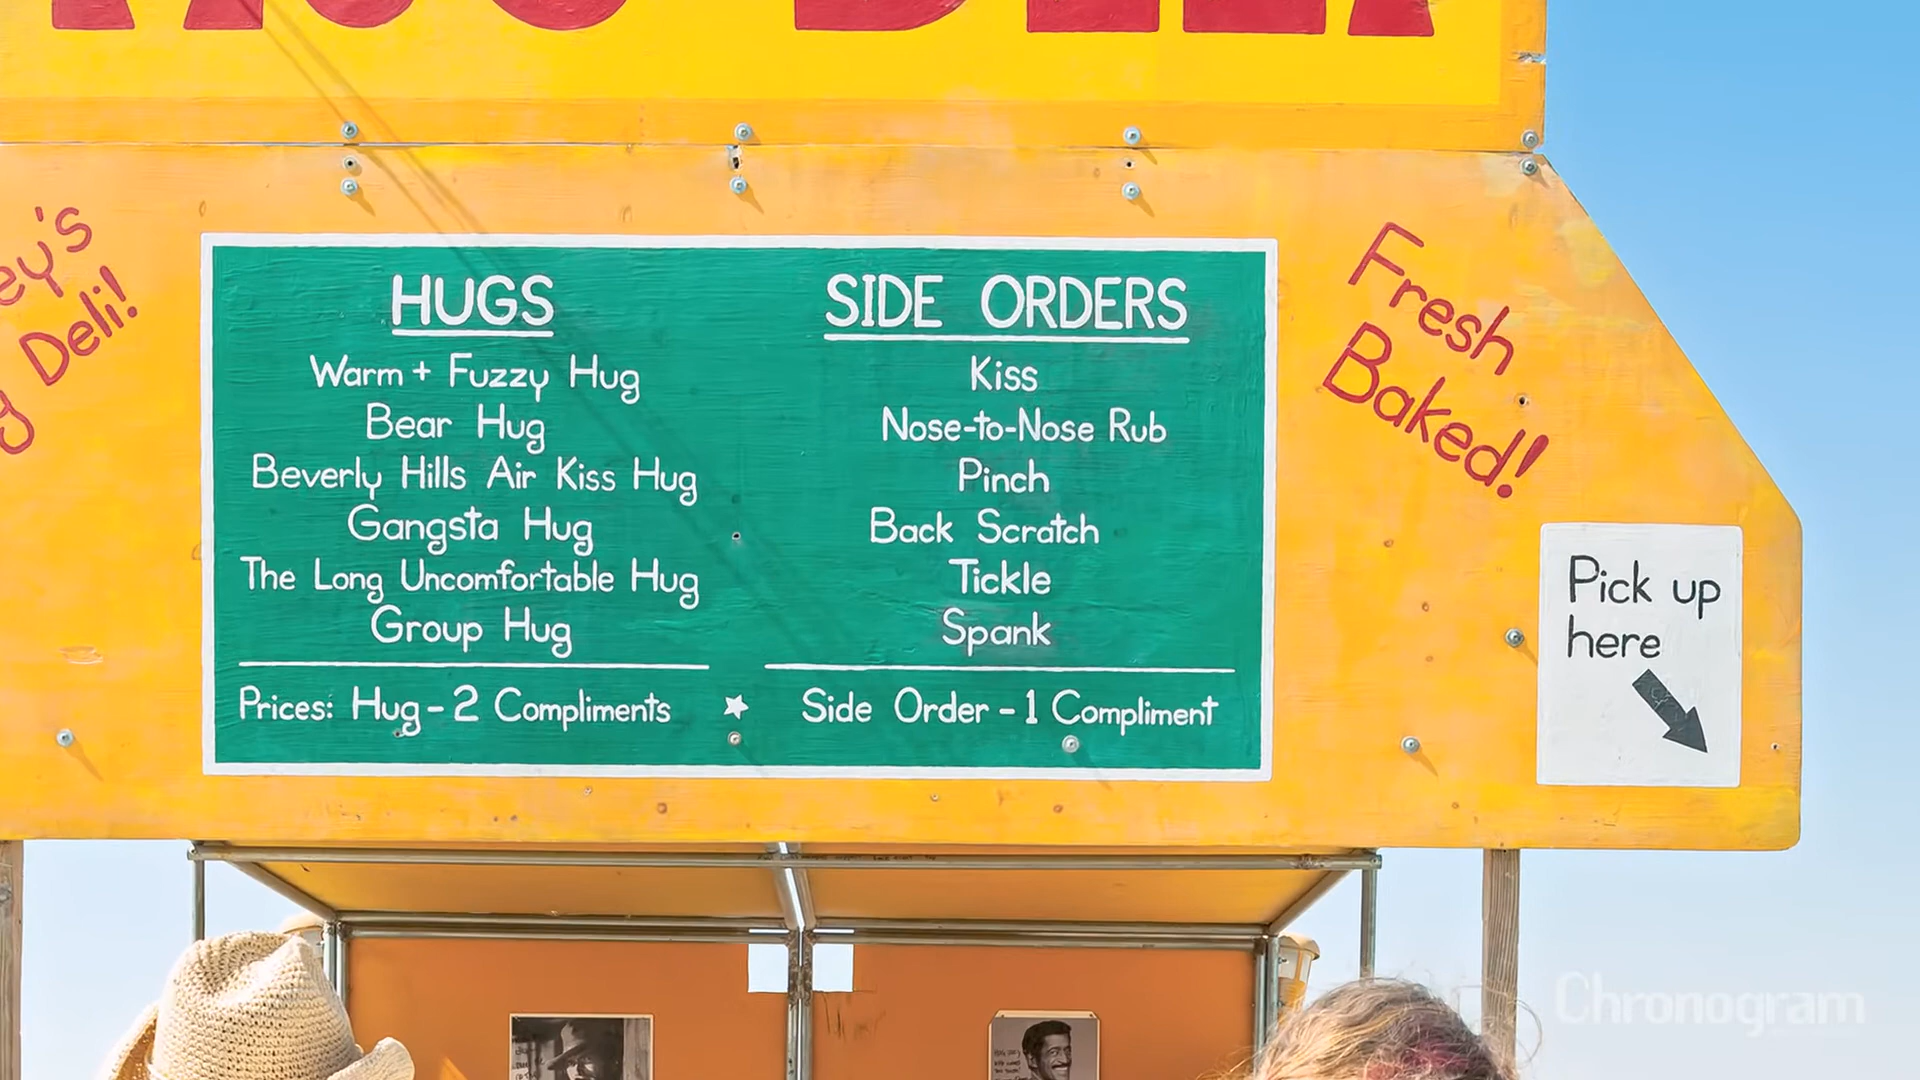 Deli!
HUGS
Warm + Fuzzy Hug
Bear Hug
Beverly Hills Air Kiss Hug
Gangsta Hug
The Long Uncomfortable Hug
Group Hug
Prices: Hug - 2 Compliments
SIDE ORDERS
Kiss
Nose-to-Nose Rub
Pinch
Back Scratch
Tickle
Spank
Side Order - 1 Compliment
Fresh
Baked!
Pick up
here
Chronogram